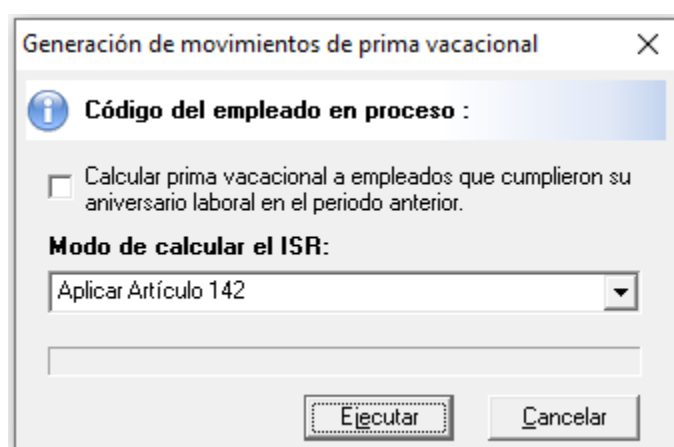 Generación de movimientos de prima vacacional
Código del empleado en proceso :
Calcular prima vacacional a empleados que cumplieron su
aniversario laboral en el periodo anterior.
Modo de calcular el ISR:
Aplicar Artículo 142
Ejecutar Cancelar